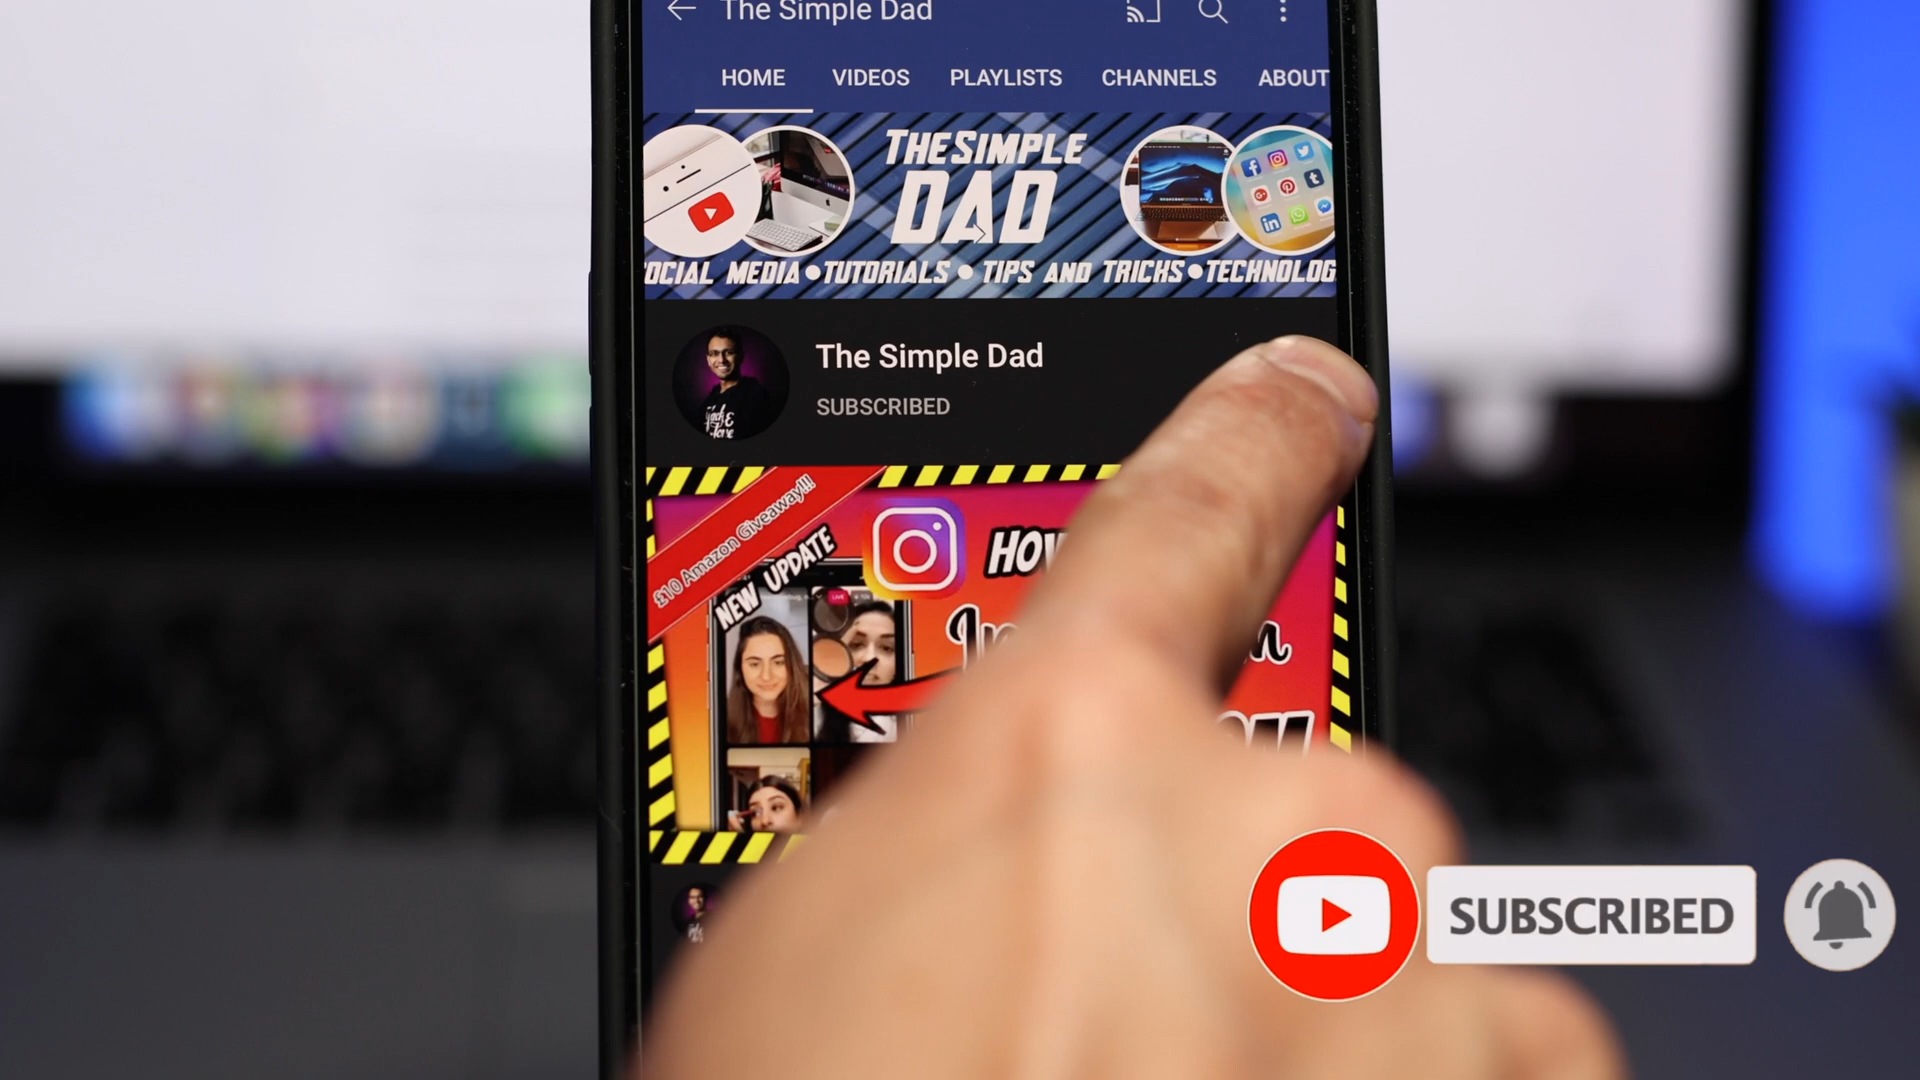 The Simple Dad
HOME VIDEOS PLAYLISTS CHANNELS ABOUT
THE SIMPLE
DAD
OCIAL MEDIA • TUTORIALS • TIPS AND TRICKS • TECHNOLOG
The Simple Dad
SUBSCRIBED
£10 Amazon Giveaway!!!
NEW UPDATE
LIVE
SUBSCRIBED